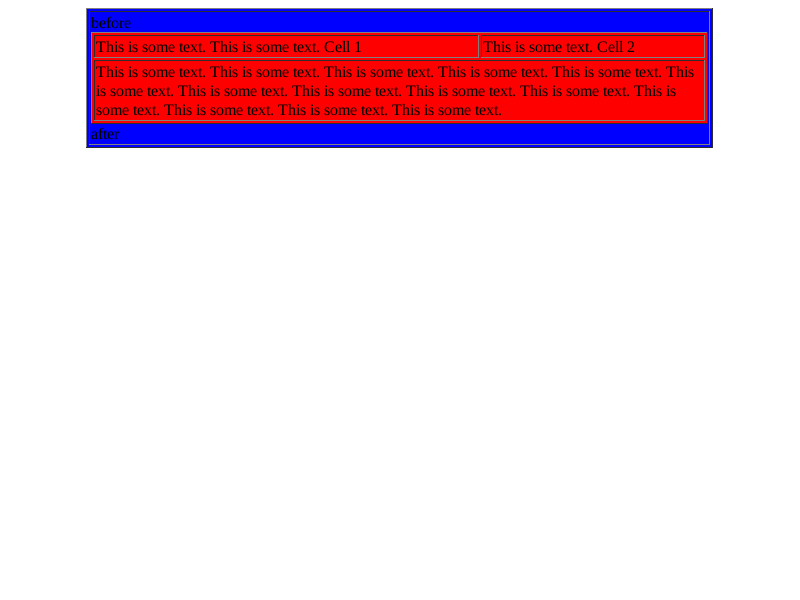 before
This is some text. This is some text. Cell 1
This is some text. Cell 2
This is some text. This is some text. This is some text. This is some text. This is some text. This
is some text. This is some text. This is some text. This is some text. This is some text. This is
some text. This is some text. This is some text. This is some text.
after